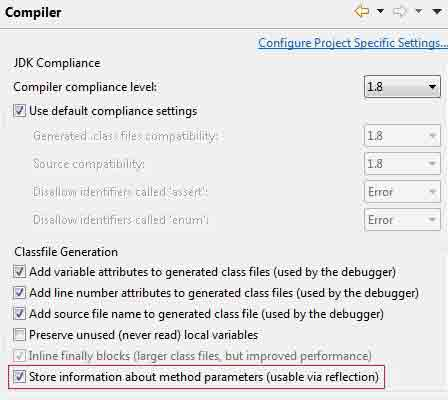 Compiler
Configure Project Specific Settings...
JDK Compliance
Compiler compliance level: 1.8
Use default compliance settings
Generated .class files compatibility: 1.8
Source compatibility: 1.8
Disallow identifiers called 'assert': Error
Disallow identifiers called 'enum': Error
Classfile Generation
Add variable attributes to generated class files (used by the debugger)
Add line number attributes to generated class files (used by the debugger)
Add source file name to generated class file (used by the debugger)
Preserve unused (never read) local variables
Inline finally blocks (larger class files, but improved performance)
Store information about method parameters (usable via reflection)